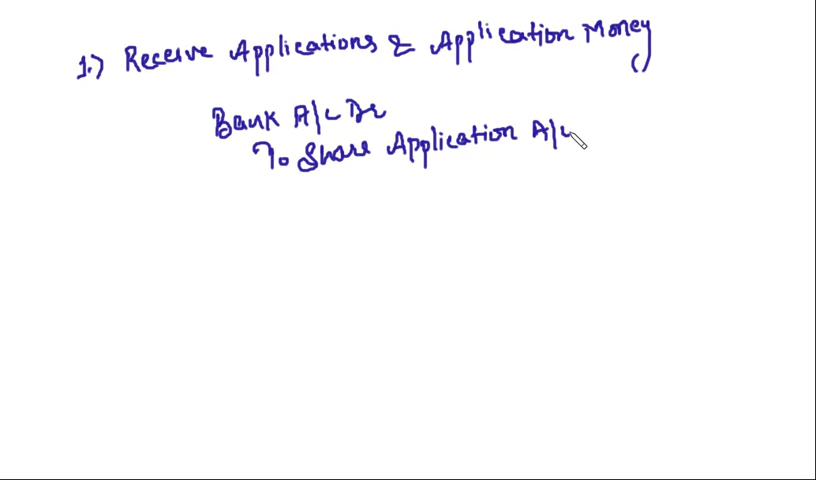 1.) Receive Applications & Application Money
Bank A/c Dr
To Share Application A/c